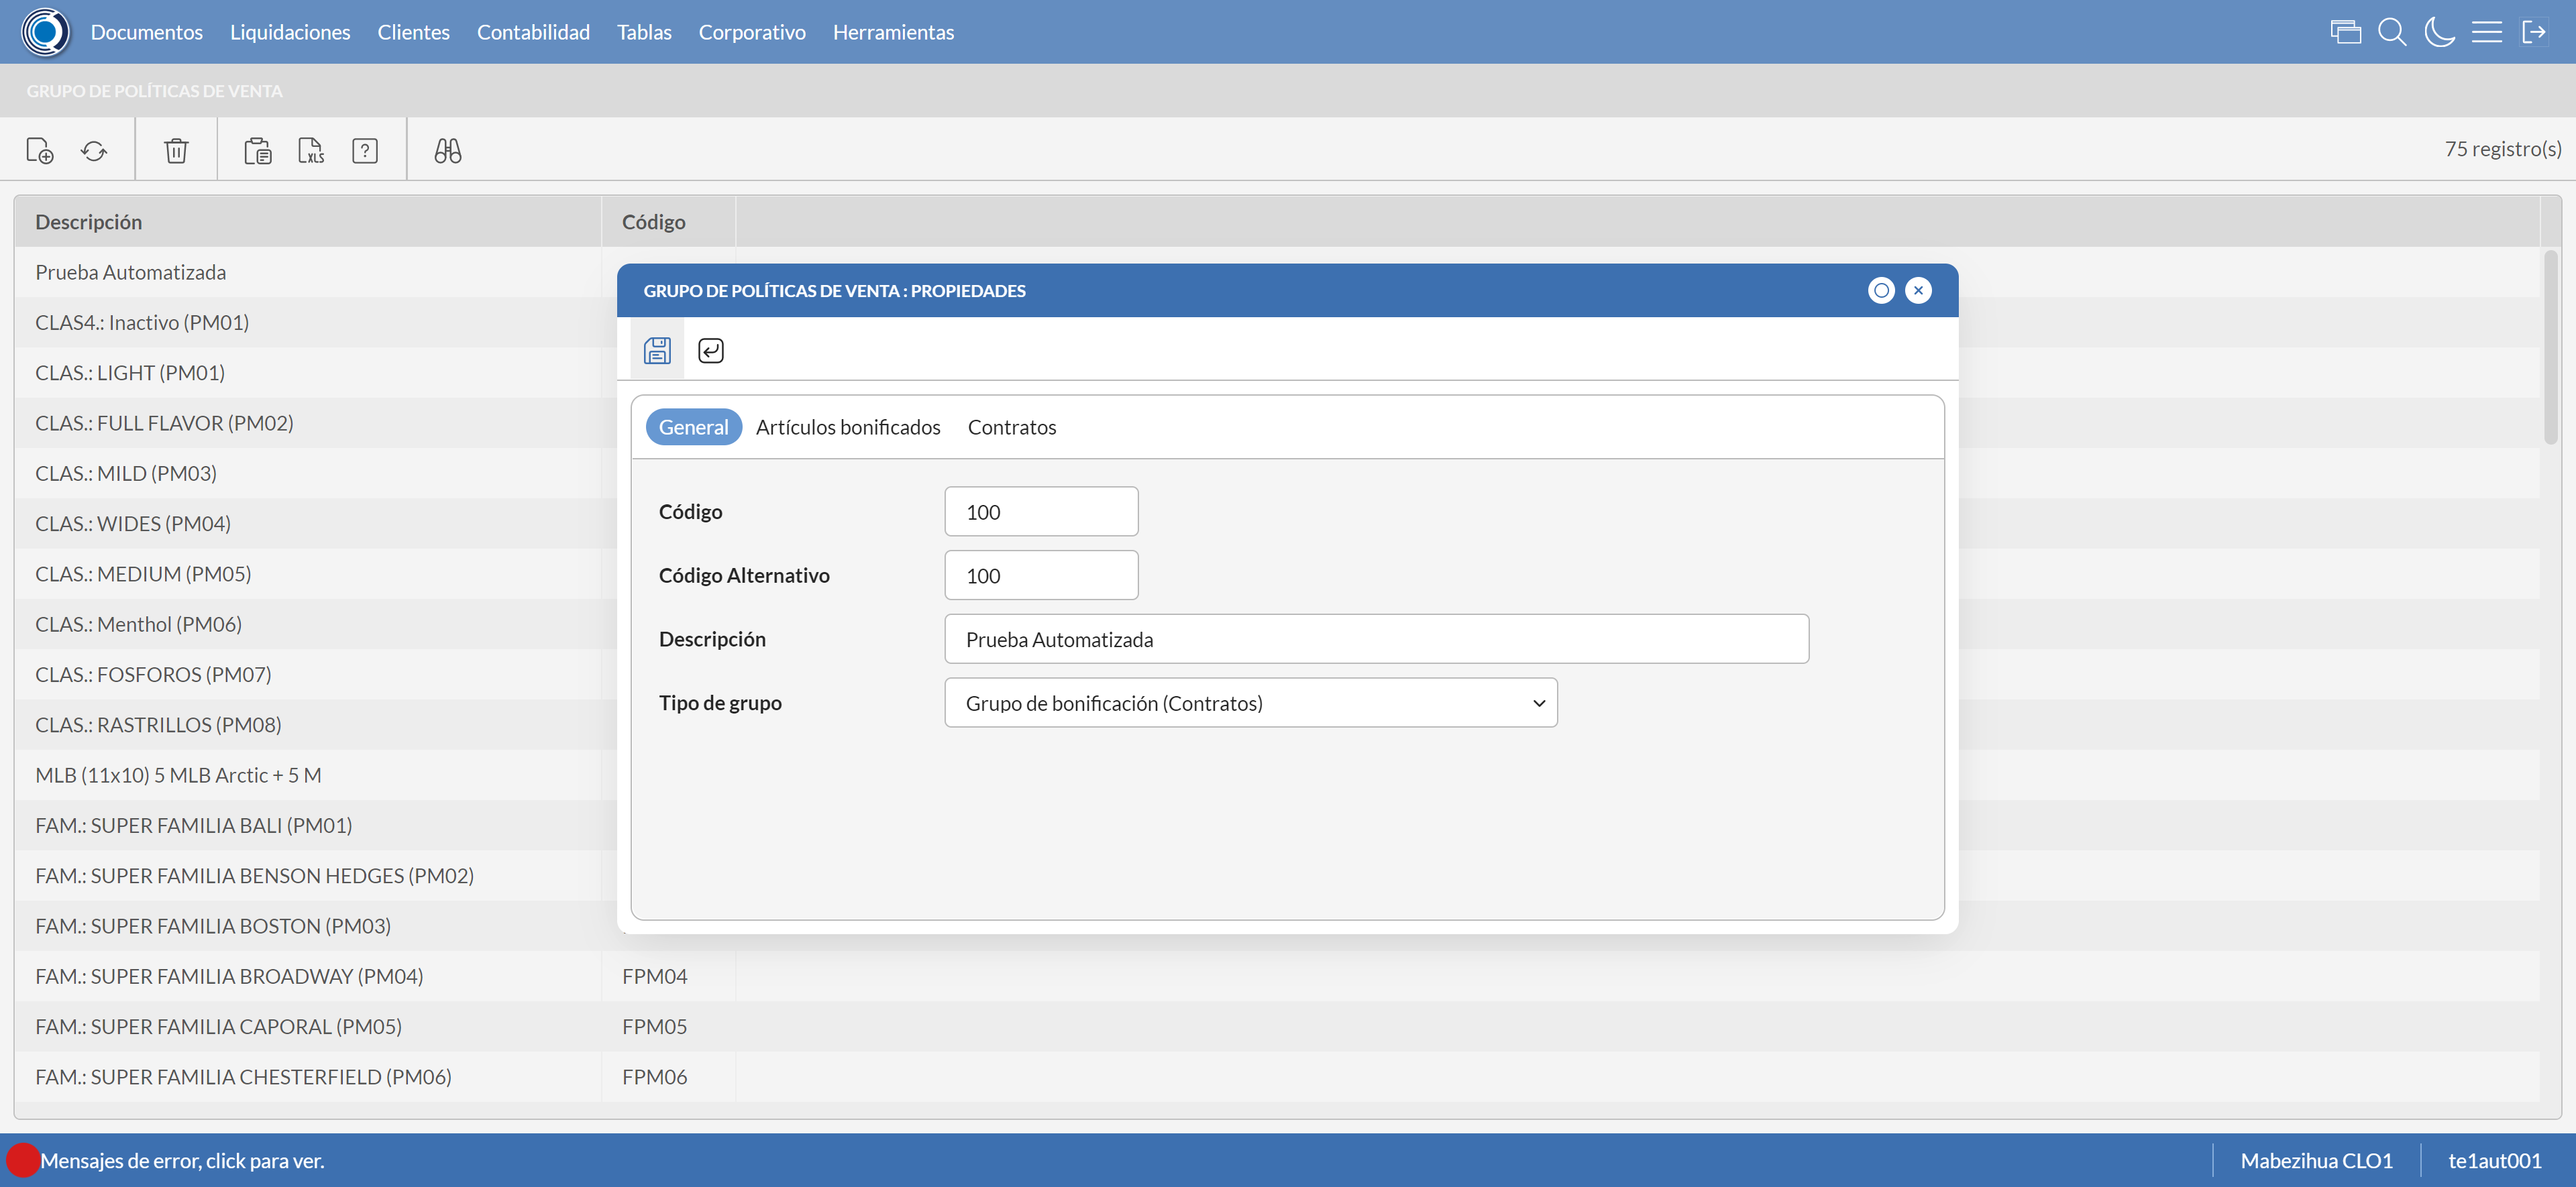 Documentos Liquidaciones Clientes Contabilidad Tablas Corporativo Herramientas
GRUPO DE POLÍTICAS DE VENTA
XLS ? 75 registro(s)
Descripción Código
Prueba Automatizada
CLAS4.: Inactivo (PM01)
CLAS.: LIGHT (PM01)
CLAS.: FULL FLAVOR (PM02)
CLAS.: MILD (PM03)
CLAS.: WIDES (PM04)
CLAS.: MEDIUM (PM05)
CLAS.: Menthol (PM06)
CLAS.: FOSFOROS (PM07)
CLAS.: RASTRILLOS (PM08)
MLB (11x10) 5 MLB Arctic + 5 M
FAM.: SUPER FAMILIA BALI (PM01)
FAM.: SUPER FAMILIA BENSON HEDGES (PM02)
FAM.: SUPER FAMILIA BOSTON (PM03)
FAM.: SUPER FAMILIA BROADWAY (PM04) FPM04
FAM.: SUPER FAMILIA CAPORAL (PM05) FPM05
FAM.: SUPER FAMILIA CHESTERFIELD (PM06) FPM06
GRUPO DE POLÍTICAS DE VENTA : PROPIEDADES
General Artículos bonificados Contratos
Código 100
Código Alternativo 100
Descripción Prueba Automatizada
Tipo de grupo Grupo de bonificación (Contratos)
Mensajes de error, click para ver. Mabezihua CLO1 te1aut001